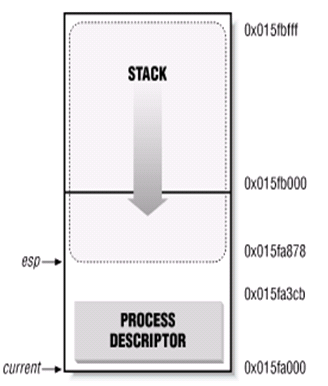 0x015fbfff
STACK
0x015fb000
0x015fa878
esp
0x015fa3cb
PROCESS
DESCRIPTOR
current
0x015fa000